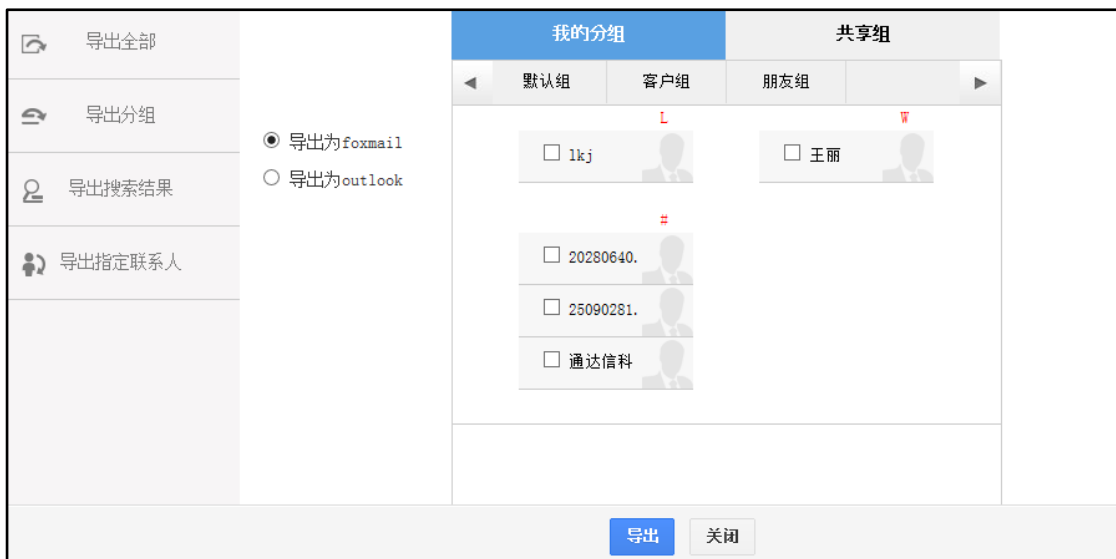 导出全部
导出分组
导出搜索结果
导出指定联系人
导出为foxmail
导出为outlook
我的分组 共享组
默认组 客户组 朋友组
L W
lkj 王丽
#
20280640.
25090281.
通达信科
导出 关闭